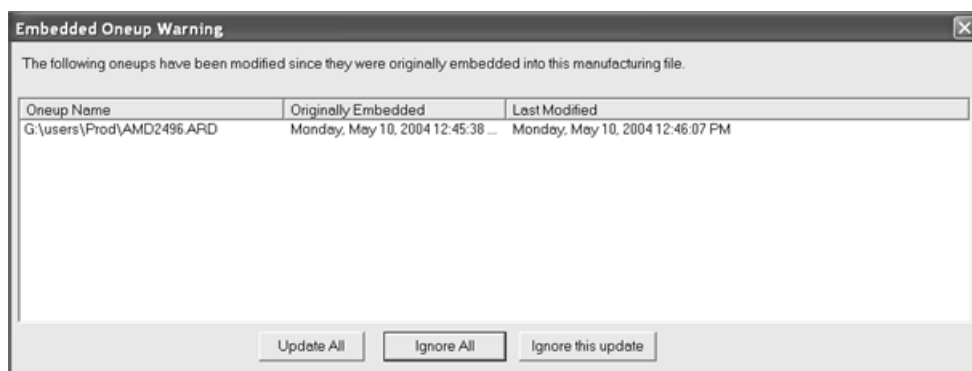 Embedded Oneup Warning
The following oneups have been modified since they were originally embedded into this manufacturing file.
Oneup Name Originally Embedded Last Modified
G:\users\Prod\AMD2496.ARD Monday, May 10, 2004 12:45:38 ... Monday, May 10, 2004 12:46:07 PM
Update All Ignore All Ignore this update